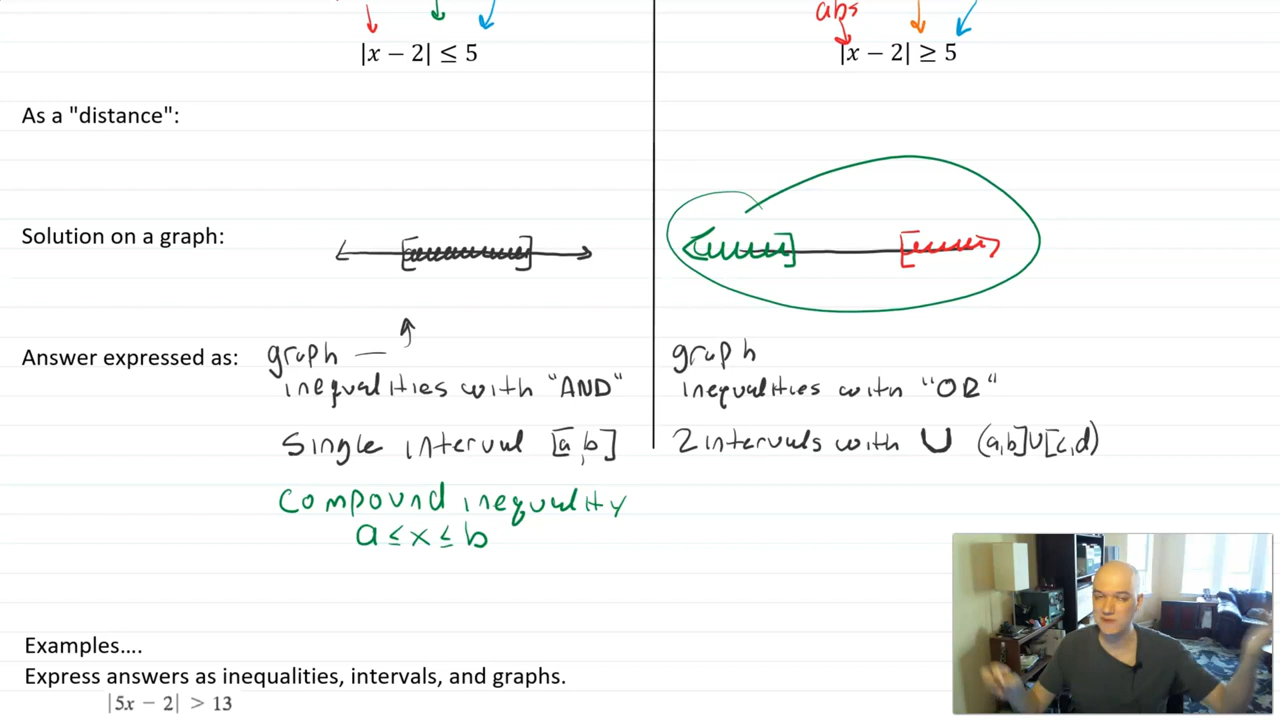 abs
|x − 2| ≤ 5
|x − 2| ≥ 5
As a "distance":
Solution on a graph:
Answer expressed as:
graph
inequalities with "AND"
Single interval [a,b]
Compound inequality
a ≤ x ≤ b
graph
inequalities with "OR"
2 intervals with ∪ (a,b]∪[c,d)
Examples....
Express answers as inequalities, intervals, and graphs.
|5x − 2| > 13